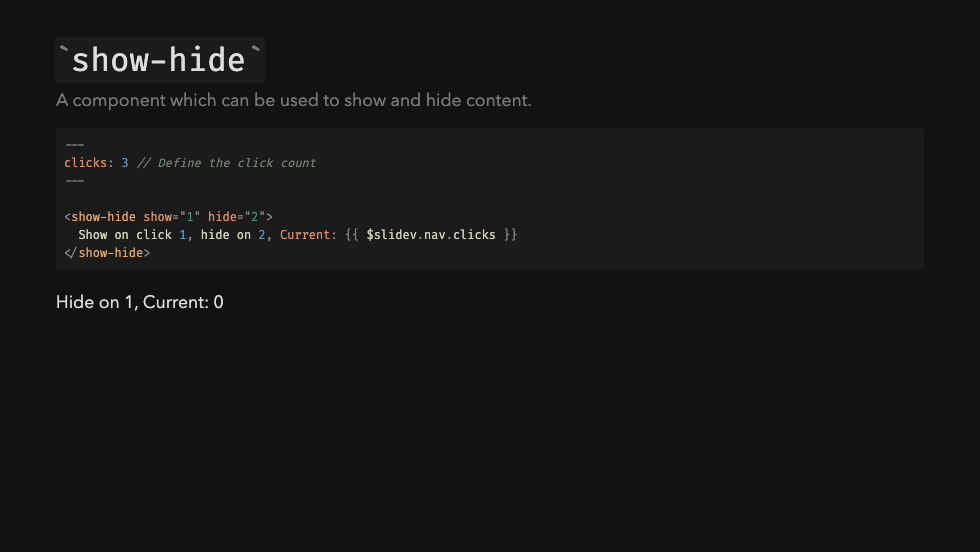 `show-hide`
A component which can be used to show and hide content.
---
clicks: 3 // Define the click count
---
<show-hide show="1" hide="2">
  Show on click 1, hide on 2, Current: {{ $slidev.nav.clicks }}
</show-hide>
Hide on 1, Current: 0